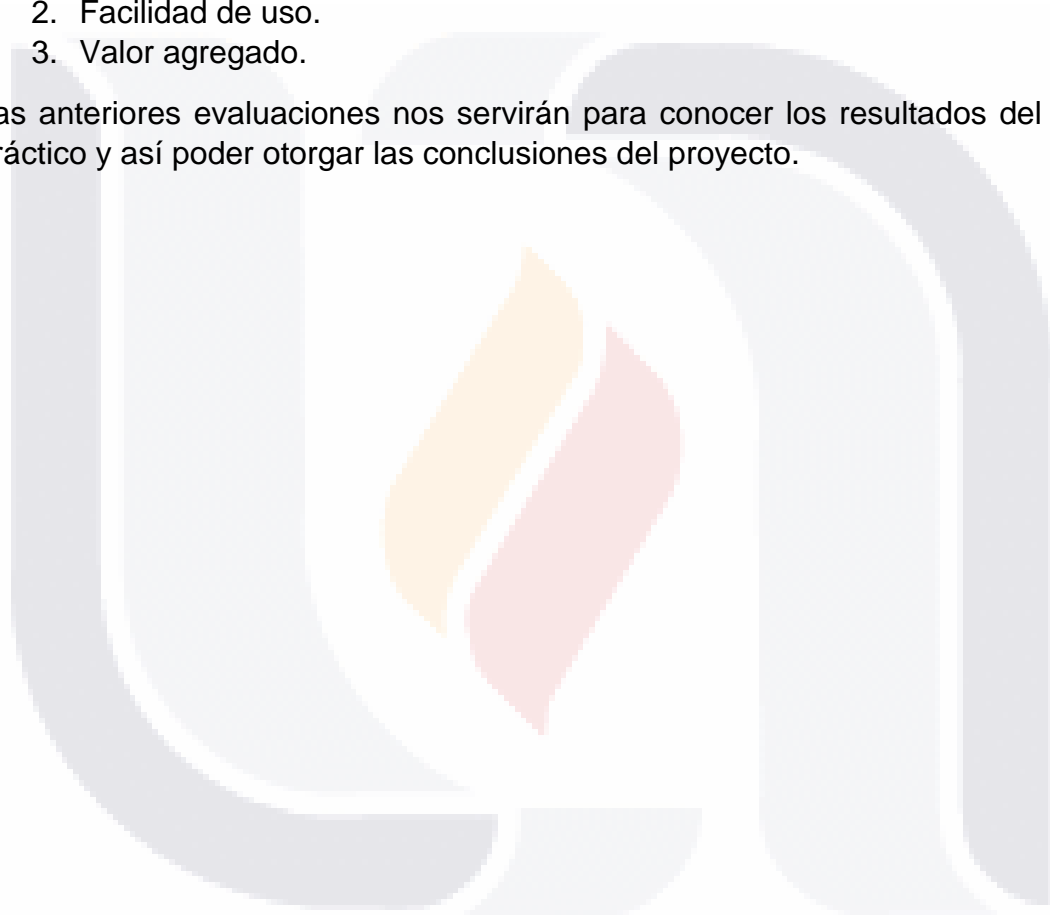 2. Facilidad de uso.
3. Valor agregado.
as anteriores evaluaciones nos servirán para conocer los resultados del
ráctico y así poder otorgar las conclusiones del proyecto.